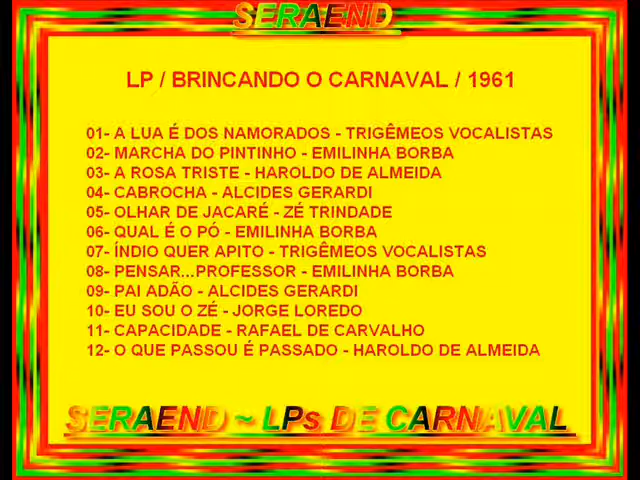 SERAEND
LP / BRINCANDO O CARNAVAL / 1961
01- A LUA É DOS NAMORADOS - TRIGÊMEOS VOCALISTAS
02- MARCHA DO PINTINHO - EMILINHA BORBA
03- A ROSA TRISTE - HAROLDO DE ALMEIDA
04- CABROCHA - ALCIDES GERARDI
05- OLHAR DE JACARÉ - ZÉ TRINDADE
06- QUAL É O PÓ - EMILINHA BORBA
07- ÍNDIO QUER APITO - TRIGÊMEOS VOCALISTAS
08- PENSAR...PROFESSOR - EMILINHA BORBA
09- PAI ADÃO - ALCIDES GERARDI
10- EU SOU O ZÉ - JORGE LOREDO
11- CAPACIDADE - RAFAEL DE CARVALHO
12- O QUE PASSOU É PASSADO - HAROLDO DE ALMEIDA
SERAEND ~ LPs DE CARNAVAL